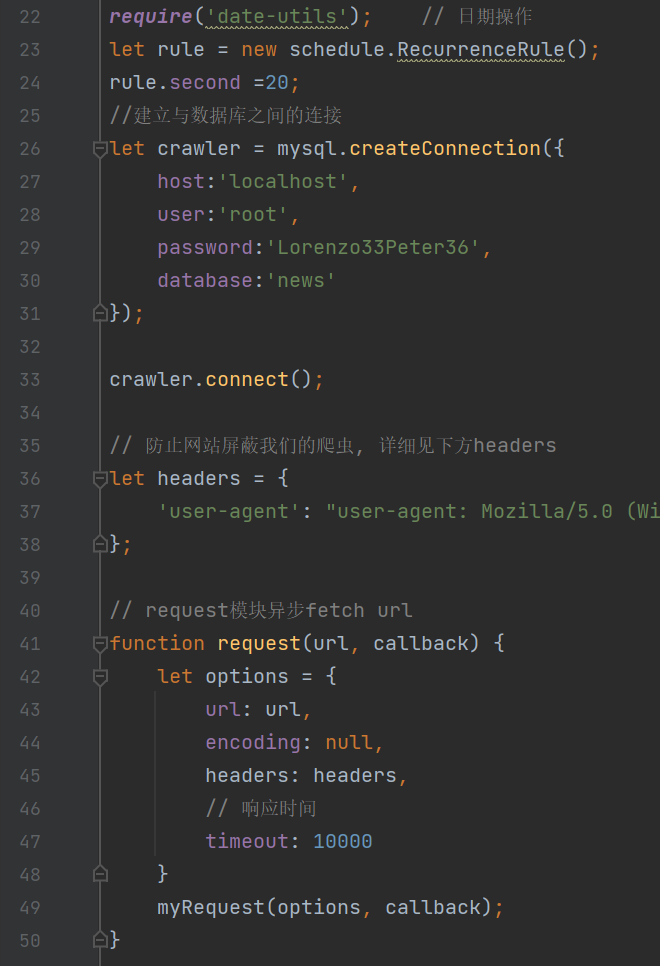 22 require('date-utils');    // 日期操作
23 let rule = new schedule.RecurrenceRule();
24 rule.second =20;
25 //建立与数据库之间的连接
26 let crawler = mysql.createConnection({
27     host:'localhost',
28     user:'root',
29     password:'Lorenzo33Peter36',
30     database:'news'
31 });
32
33 crawler.connect();
34
35 // 防止网站屏蔽我们的爬虫, 详细见下方headers
36 let headers = {
37     'user-agent': "user-agent: Mozilla/5.0 (Wi
38 };
39
40 // request模块异步fetch url
41 function request(url, callback) {
42     let options = {
43         url: url,
44         encoding: null,
45         headers: headers,
46         // 响应时间
47         timeout: 10000
48     }
49     myRequest(options, callback);
50 }